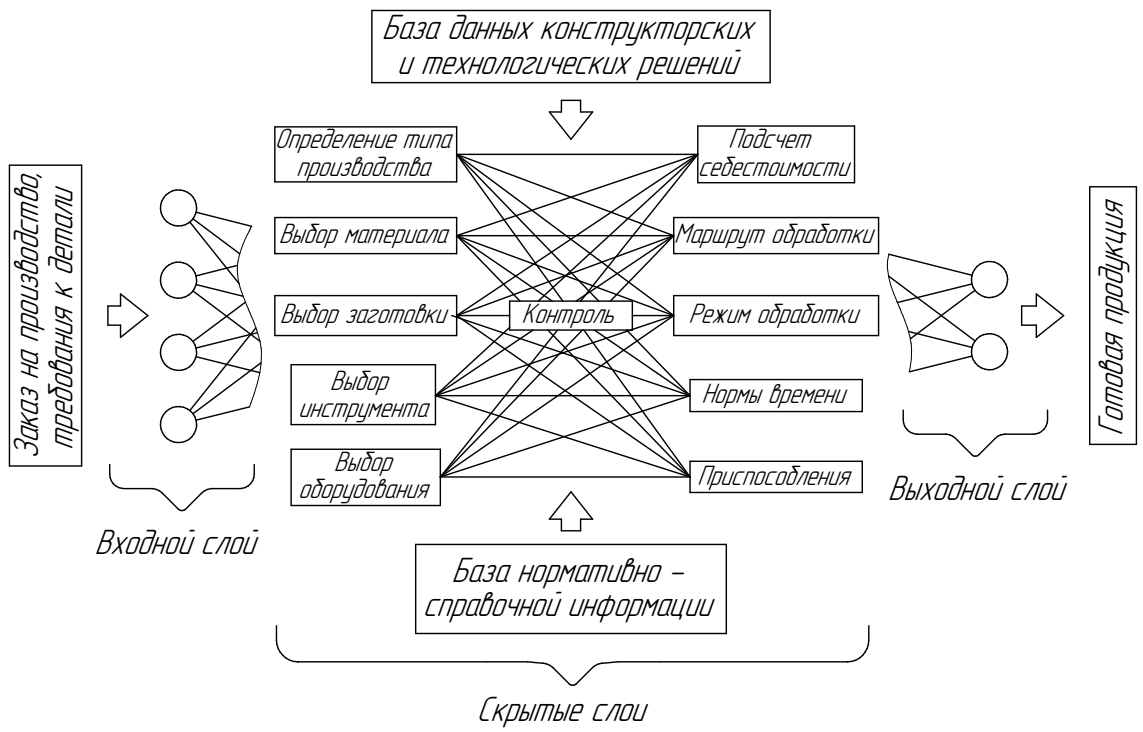 База данных конструкторских
и технологических решений
Заказ на производство,
требования к детали
Определение типа
производства
Выбор материала
Выбор заготовки
Выбор
инструмента
Выбор
оборудования
Контроль
Подсчет
себестоимости
Маршрут обработки
Режим обработки
Нормы времени
Приспособления
Готовая продукция
Входной слой
Выходной слой
База нормативно –
справочной информации
Скрытые слои